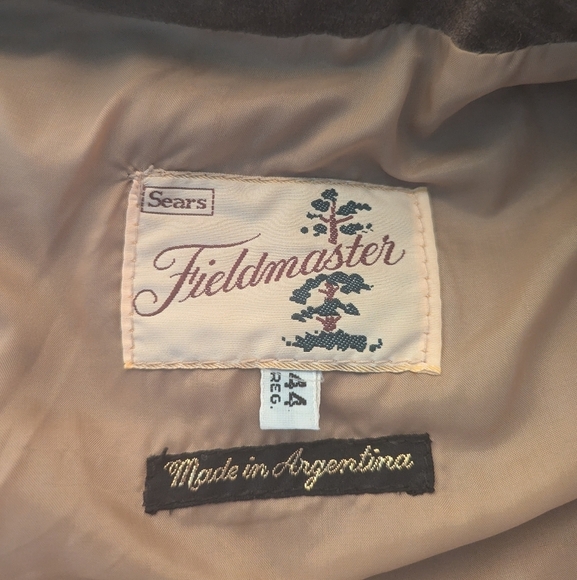 Sears
Fieldmaster
44
REG.
Made in Argentina